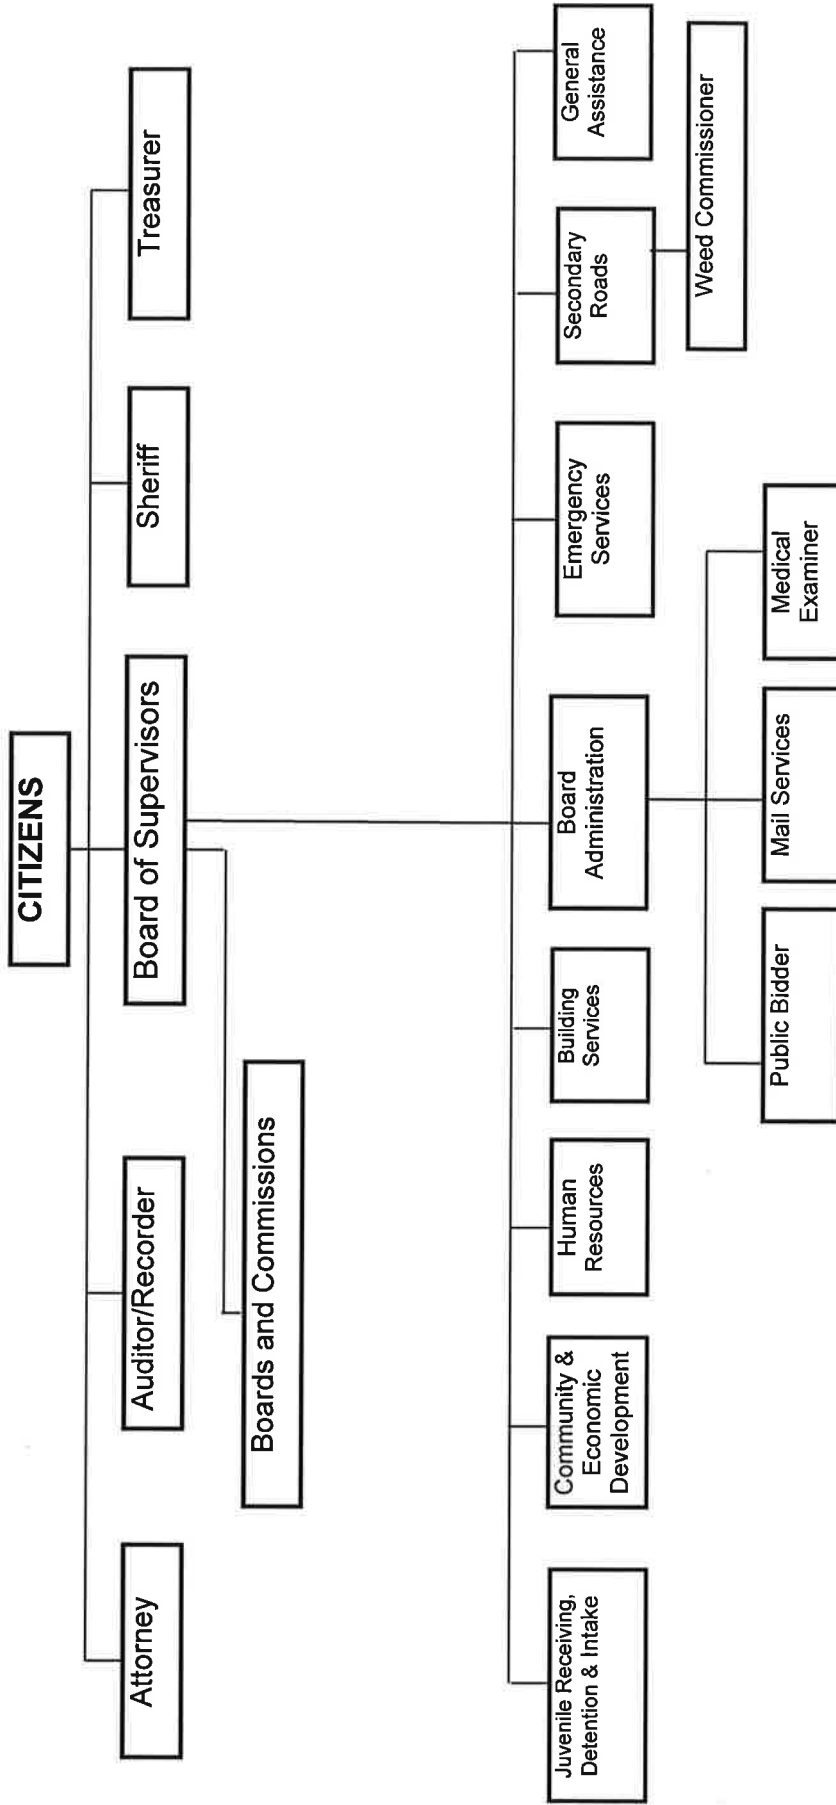 CITIZENS
Attorney
Auditor/Recorder
Board of Supervisors
Sheriff
Treasurer
Boards and Commissions
Juvenile Receiving,
Detention & Intake
Community &
Economic
Development
Human
Resources
Building
Services
Board
Administration
Emergency
Services
Secondary
Roads
General
Assistance
Weed Commissioner
Public Bidder
Mail Services
Medical
Examiner